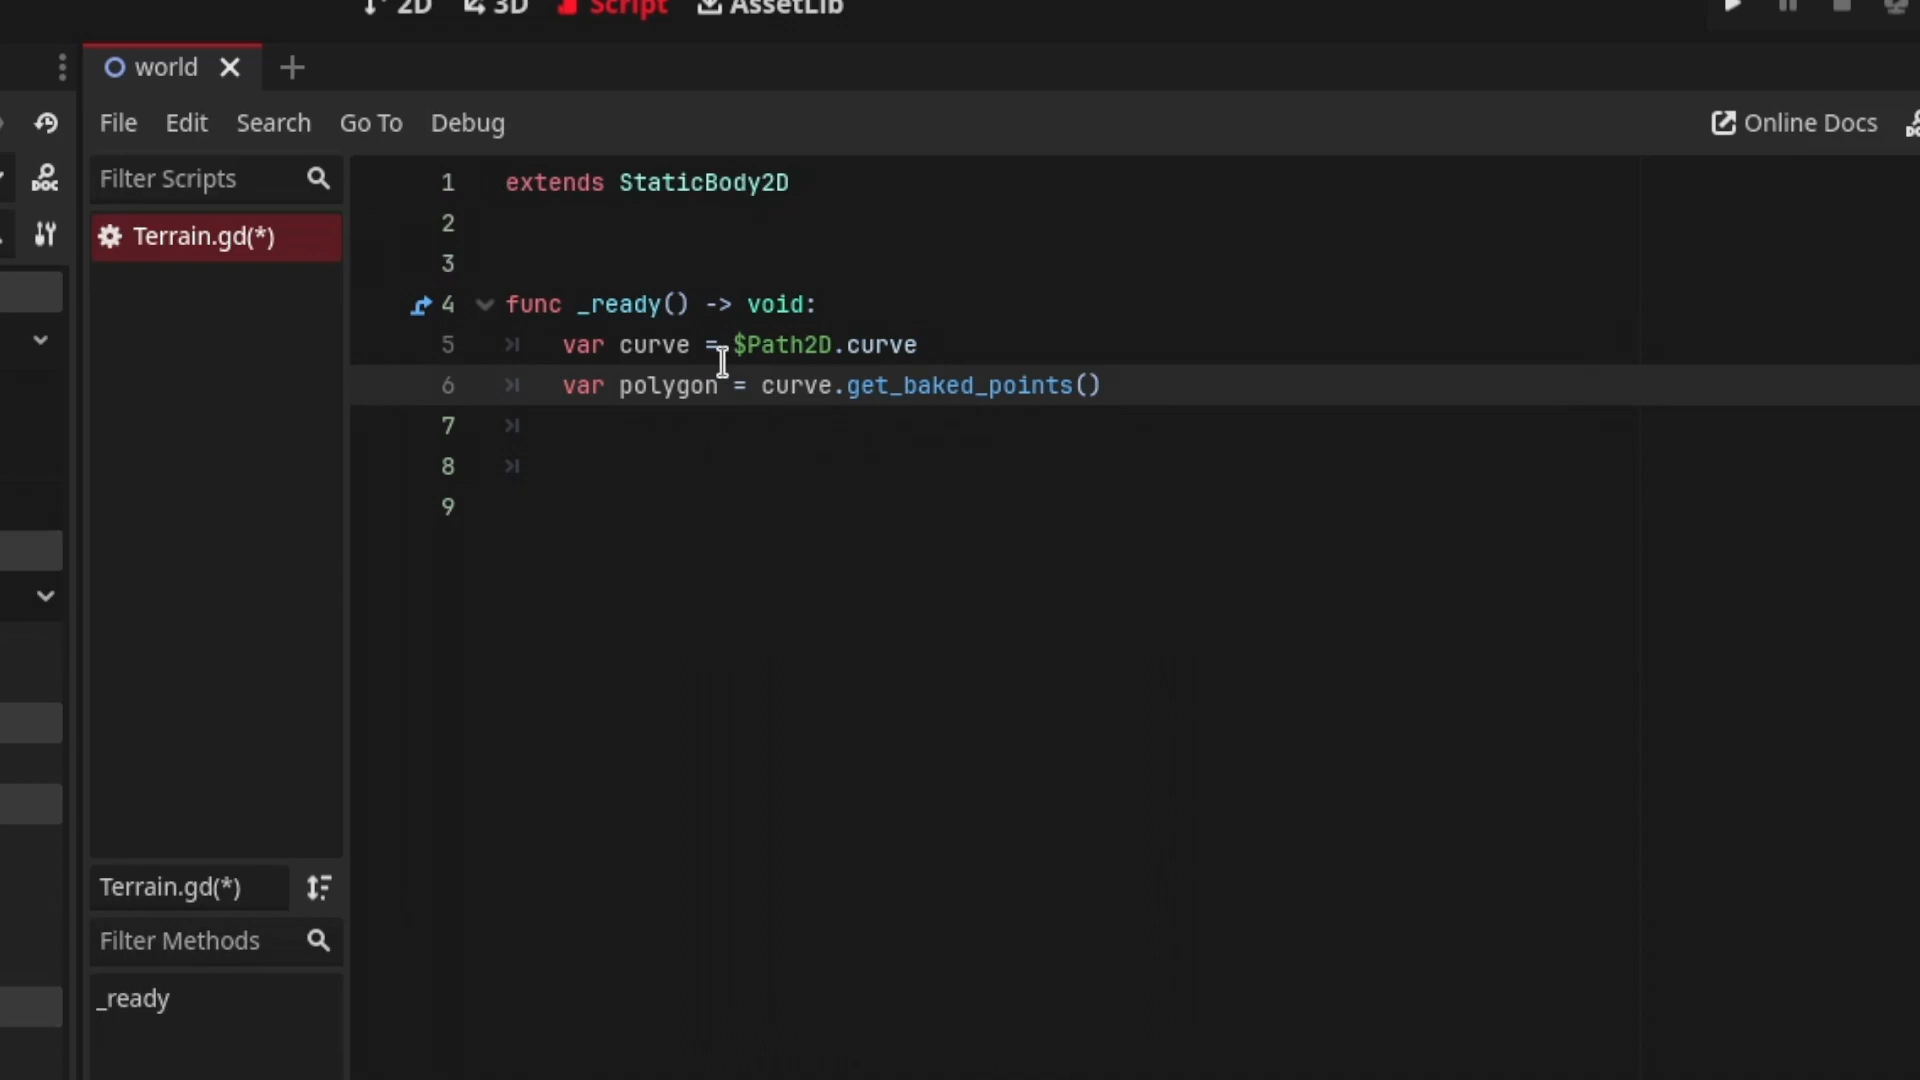 2D 3D Script AssetLib
world
File Edit Search Go To Debug Online Docs
Filter Scripts
Terrain.gd(*)
1 extends StaticBody2D
2
3
4 func _ready() -> void:
5 var curve = $Path2D.curve
6 var polygon = curve.get_baked_points()
7
8
9
Terrain.gd(*)
Filter Methods
_ready
DOC